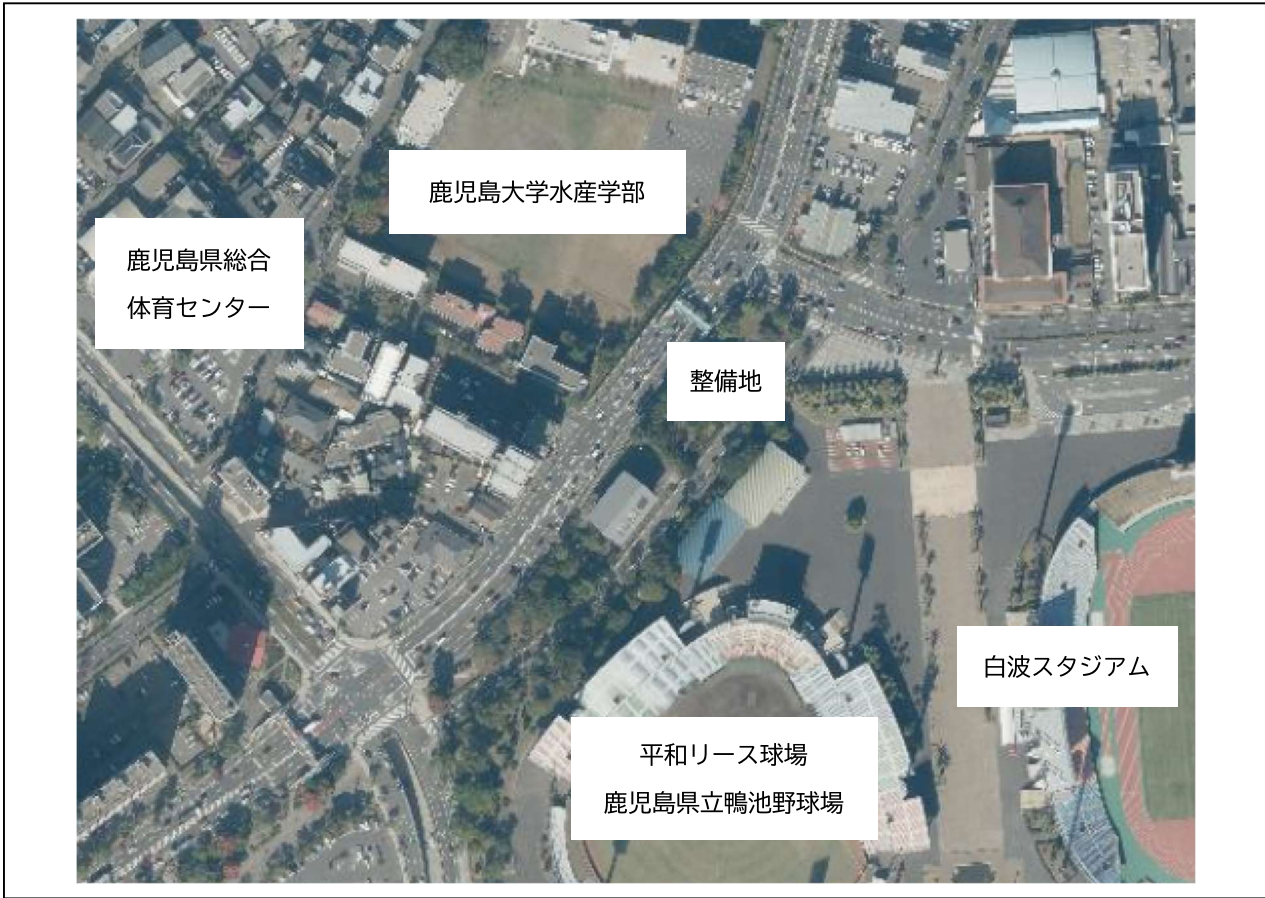 鹿児島大学水産学部
鹿児島県総合
体育センター
整備地
白波スタジアム
平和リース球場
鹿児島県立鴨池野球場